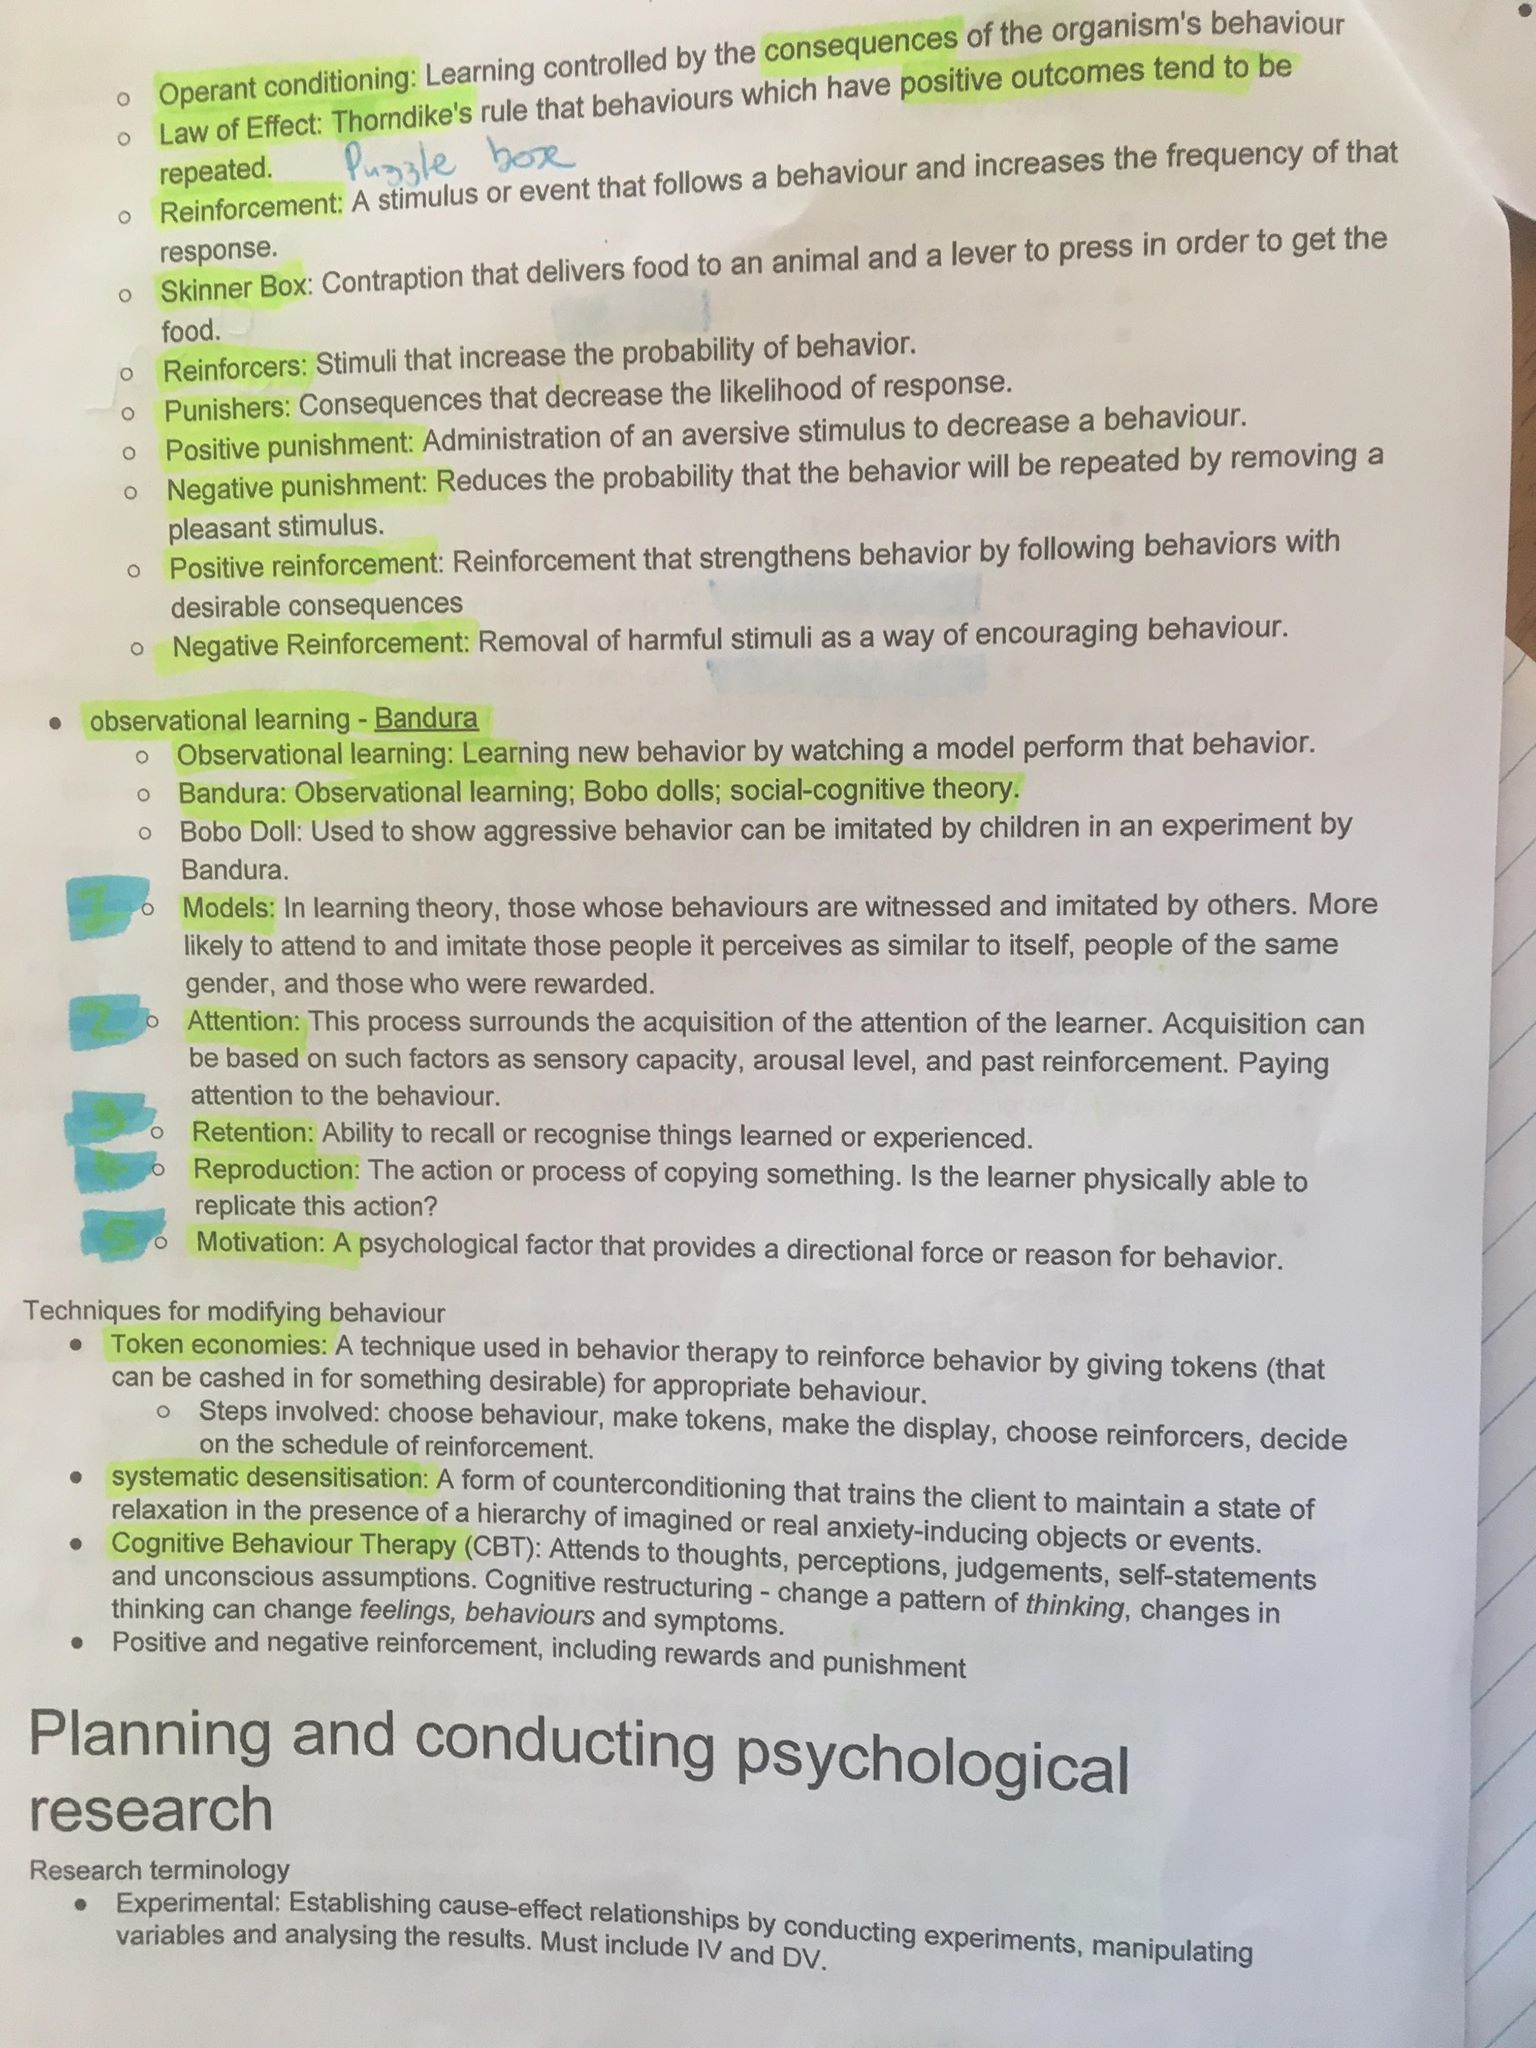 ○ Operant conditioning: Learning controlled by the consequences of the organism's behaviour
○ Law of Effect: Thorndike's rule that behaviours which have positive outcomes tend to be
repeated. Puzzle box
○ Reinforcement: A stimulus or event that follows a behaviour and increases the frequency of that
response.
○ Skinner Box: Contraption that delivers food to an animal and a lever to press in order to get the
food.
○ Reinforcers: Stimuli that increase the probability of behavior.
○ Punishers: Consequences that decrease the likelihood of response.
○ Positive punishment: Administration of an aversive stimulus to decrease a behaviour.
○ Negative punishment: Reduces the probability that the behavior will be repeated by removing a
pleasant stimulus.
○ Positive reinforcement: Reinforcement that strengthens behavior by following behaviors with
desirable consequences
○ Negative Reinforcement: Removal of harmful stimuli as a way of encouraging behaviour.
● observational learning - Bandura
○ Observational learning: Learning new behavior by watching a model perform that behavior.
○ Bandura: Observational learning; Bobo dolls; social-cognitive theory.
○ Bobo Doll: Used to show aggressive behavior can be imitated by children in an experiment by
Bandura.
1 ○ Models: In learning theory, those whose behaviours are witnessed and imitated by others. More
likely to attend to and imitate those people it perceives as similar to itself, people of the same
gender, and those who were rewarded.
2 ○ Attention: This process surrounds the acquisition of the attention of the learner. Acquisition can
be based on such factors as sensory capacity, arousal level, and past reinforcement. Paying
attention to the behaviour.
3 ○ Retention: Ability to recall or recognise things learned or experienced.
4 ○ Reproduction: The action or process of copying something. Is the learner physically able to
replicate this action?
5 ○ Motivation: A psychological factor that provides a directional force or reason for behavior.
Techniques for modifying behaviour
● Token economies: A technique used in behavior therapy to reinforce behavior by giving tokens (that
can be cashed in for something desirable) for appropriate behaviour.
○ Steps involved: choose behaviour, make tokens, make the display, choose reinforcers, decide
on the schedule of reinforcement.
● systematic desensitisation: A form of counterconditioning that trains the client to maintain a state of
relaxation in the presence of a hierarchy of imagined or real anxiety-inducing objects or events.
● Cognitive Behaviour Therapy (CBT): Attends to thoughts, perceptions, judgements, self-statements
and unconscious assumptions. Cognitive restructuring - change a pattern of thinking, changes in
thinking can change feelings, behaviours and symptoms.
● Positive and negative reinforcement, including rewards and punishment
Planning and conducting psychological
research
Research terminology
● Experimental: Establishing cause-effect relationships by conducting experiments, manipulating
variables and analysing the results. Must include IV and DV.